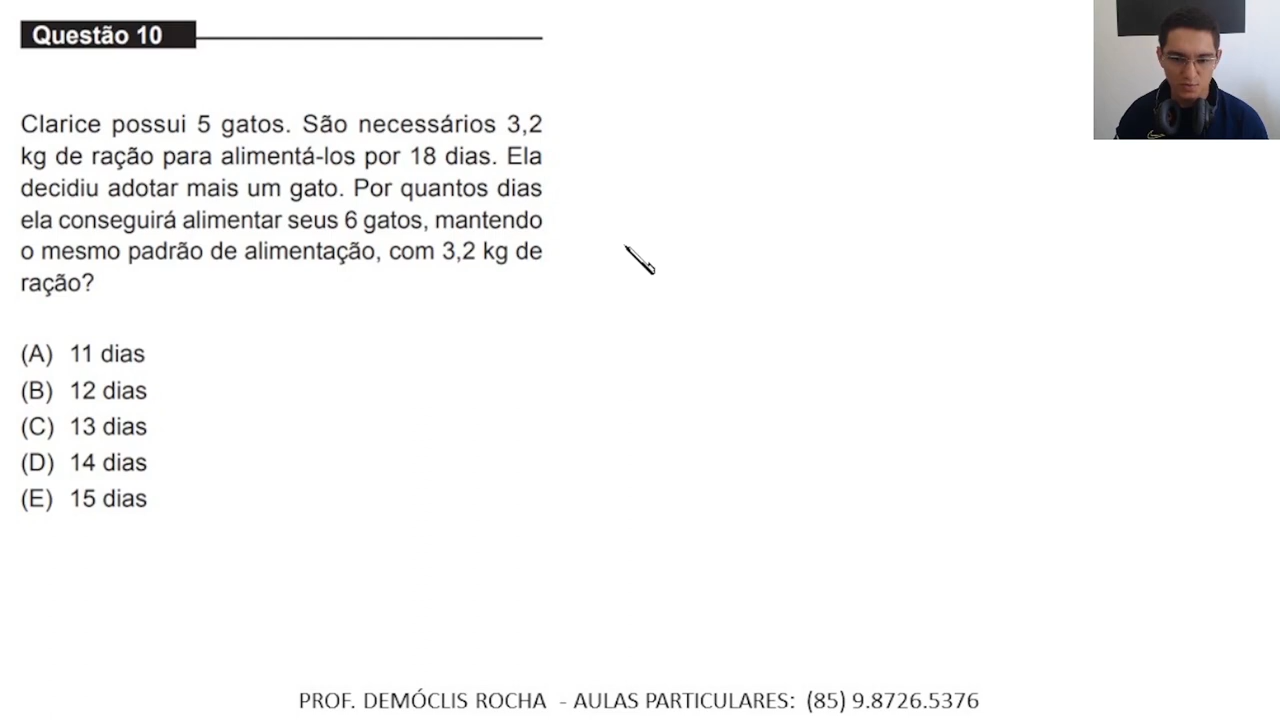 Questão 10
Clarice possui 5 gatos. São necessários 3,2
kg de ração para alimentá-los por 18 dias. Ela
decidiu adotar mais um gato. Por quantos dias
ela conseguirá alimentar seus 6 gatos, mantendo
o mesmo padrão de alimentação, com 3,2 kg de
ração?
(A) 11 dias
(B) 12 dias
(C) 13 dias
(D) 14 dias
(E) 15 dias
PROF. DEMÓCLIS ROCHA - AULAS PARTICULARES: (85) 9.8726.5376